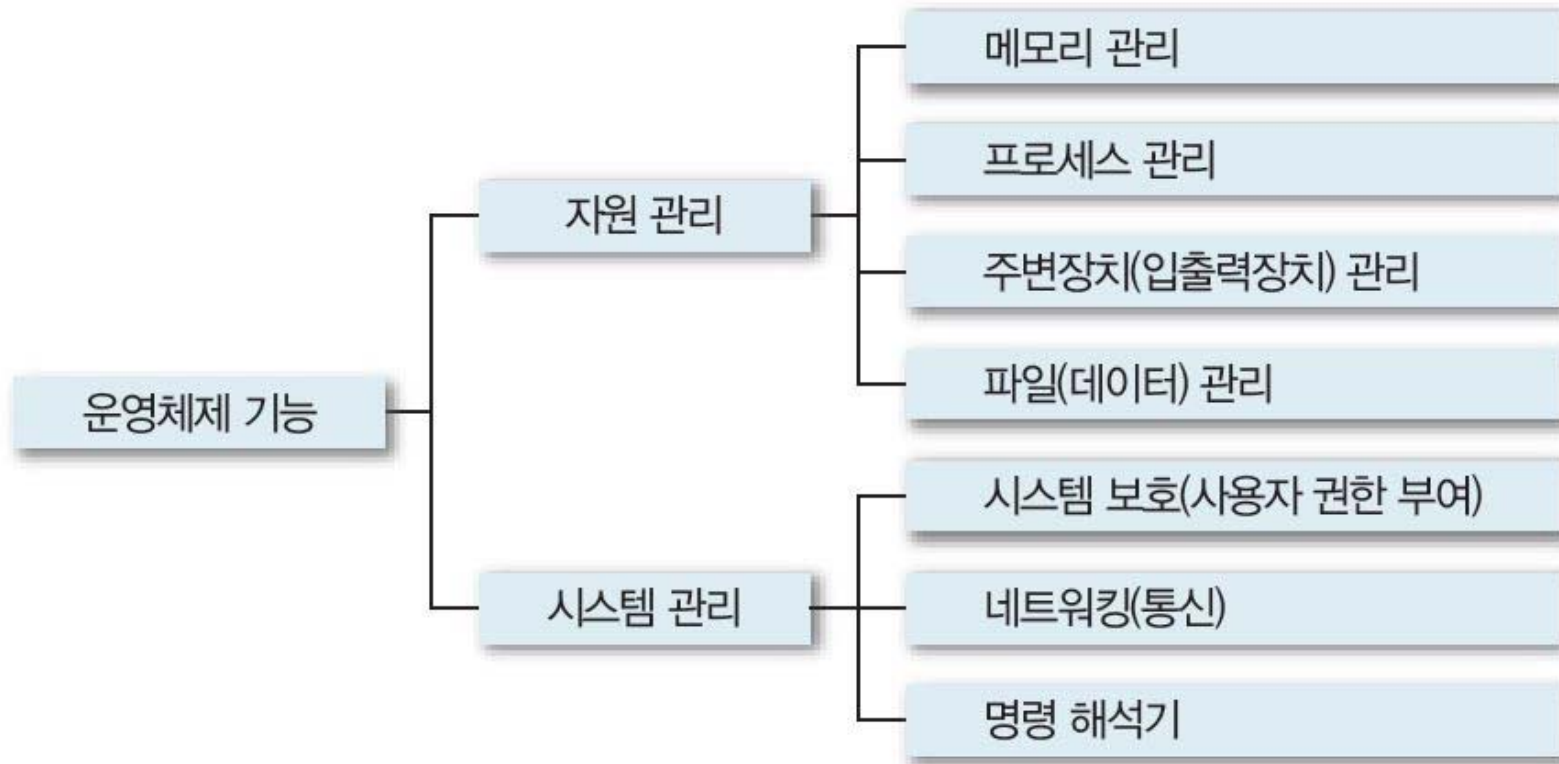 운영체제 기능
자원 관리
메모리 관리
프로세스 관리
주변장치(입출력장치) 관리
파일(데이터) 관리
시스템 관리
시스템 보호(사용자 권한 부여)
네트워킹(통신)
명령 해석기